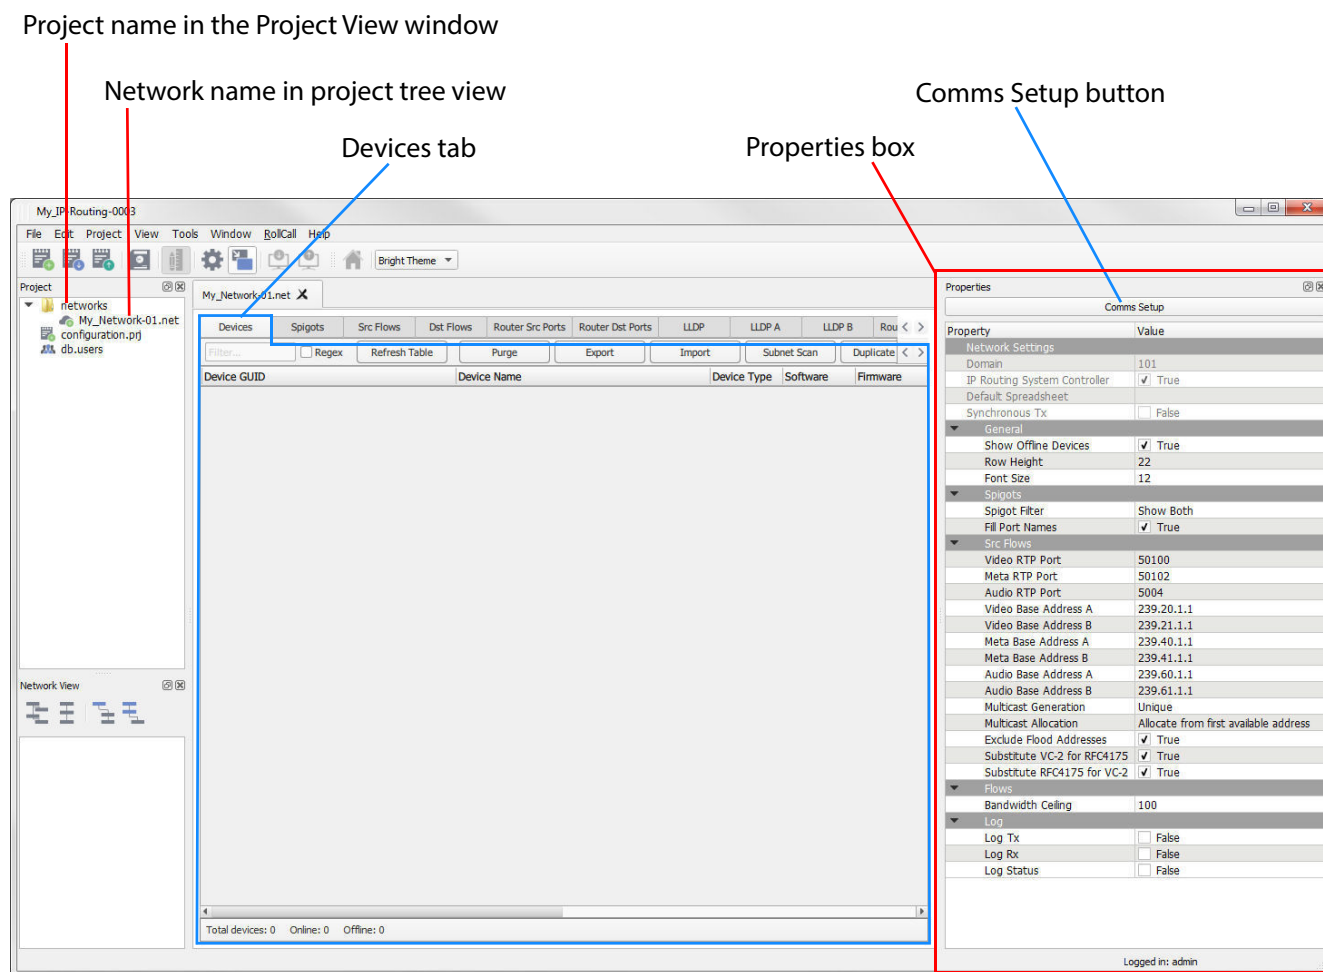 Project name in the Project View window
Network name in project tree view
Comms Setup button
Devices tab
Properties box
My_IP-Routing-0003
File Edit Project View Tools Window RollCall Help
Bright Theme
Project
Properties
My_Network-01.net
Comms Setup
networks
My_Network-01.net
configuration.prj
db.users
Devices Spigots Src Flows Dst Flows Router Src Ports Router Dst Ports LLDP LLDP A LLDP B Rou
Filter... Regex Refresh Table Purge Export Import Subnet Scan Duplicate
Device GUID Device Name Device Type Software Firmware
Property Value
Network Settings
Domain 101
IP Routing System Controller True
Default Spreadsheet
Synchronous Tx False
General
Show Offline Devices True
Row Height 22
Font Size 12
Spigots
Spigot Filter Show Both
Fill Port Names True
Src Flows
Video RTP Port 50100
Meta RTP Port 50102
Audio RTP Port 5004
Video Base Address A 239.20.1.1
Video Base Address B 239.21.1.1
Meta Base Address A 239.40.1.1
Meta Base Address B 239.41.1.1
Audio Base Address A 239.60.1.1
Audio Base Address B 239.61.1.1
Multicast Generation Unique
Multicast Allocation Allocate from first available address
Exclude Flood Addresses True
Substitute VC-2 for RFC4175 True
Substitute RFC4175 for VC-2 True
Flows
Bandwidth Ceiling 100
Log
Log Tx False
Log Rx False
Log Status False
Network View
Total devices: 0 Online: 0 Offline: 0
Logged in: admin